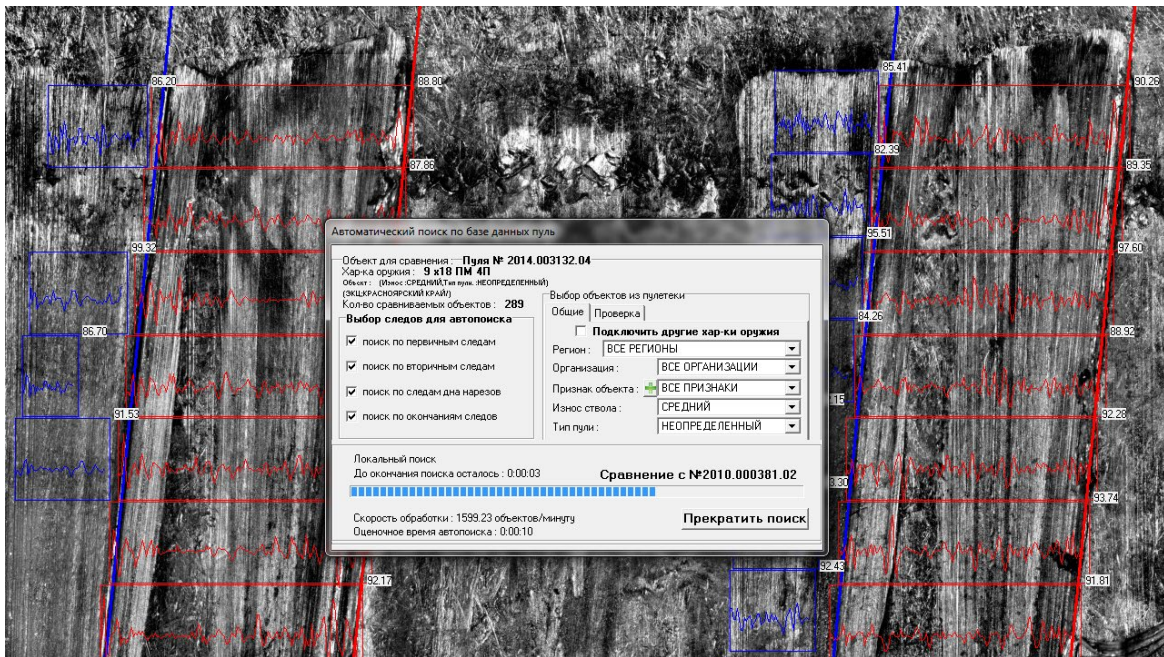 86.20
88.80
85.41
90.26
87.86
82.39
89.35
Автоматический поиск по базе данных пуль
99.32
95.51
97.60
Объект для сравнения : Пуля № 2014.003132.04
Хар-ка оружия : 9 x18 ПМ 4П
Объект : (Износ :СРЕДНИЙ,Тип пули :НЕОПРЕДЕЛЕННЫЙ)
(ЭКЦ;КРАСНОЯРСКИЙ КРАЙ/)
Кол-во сравниваемых объектов : 289
Выбор следов для автопоиска
поиск по первичным следам
поиск по вторичным следам
поиск по следам дна нарезов
поиск по окончаниям следов
Выбор объектов из пулетеки
Общие Проверка
Подключить другие хар-ки оружия
Регион : ВСЕ РЕГИОНЫ
Организация : ВСЕ ОРГАНИЗАЦИИ
Признак объекта : ВСЕ ПРИЗНАКИ
Износ ствола : СРЕДНИЙ
Тип пули : НЕОПРЕДЕЛЕННЫЙ
86.70
84.26
88.92
91.53
15
92.28
Локальный поиск
До окончания поиска осталось : 0:00:03
Сравнение с №2010.000381.02
3.30
93.74
Скорость обработки : 1599.23 объектов/минуту
Оценочное время автопоиска : 0:00:10
Прекратить поиск
92.17
92.43
91.81